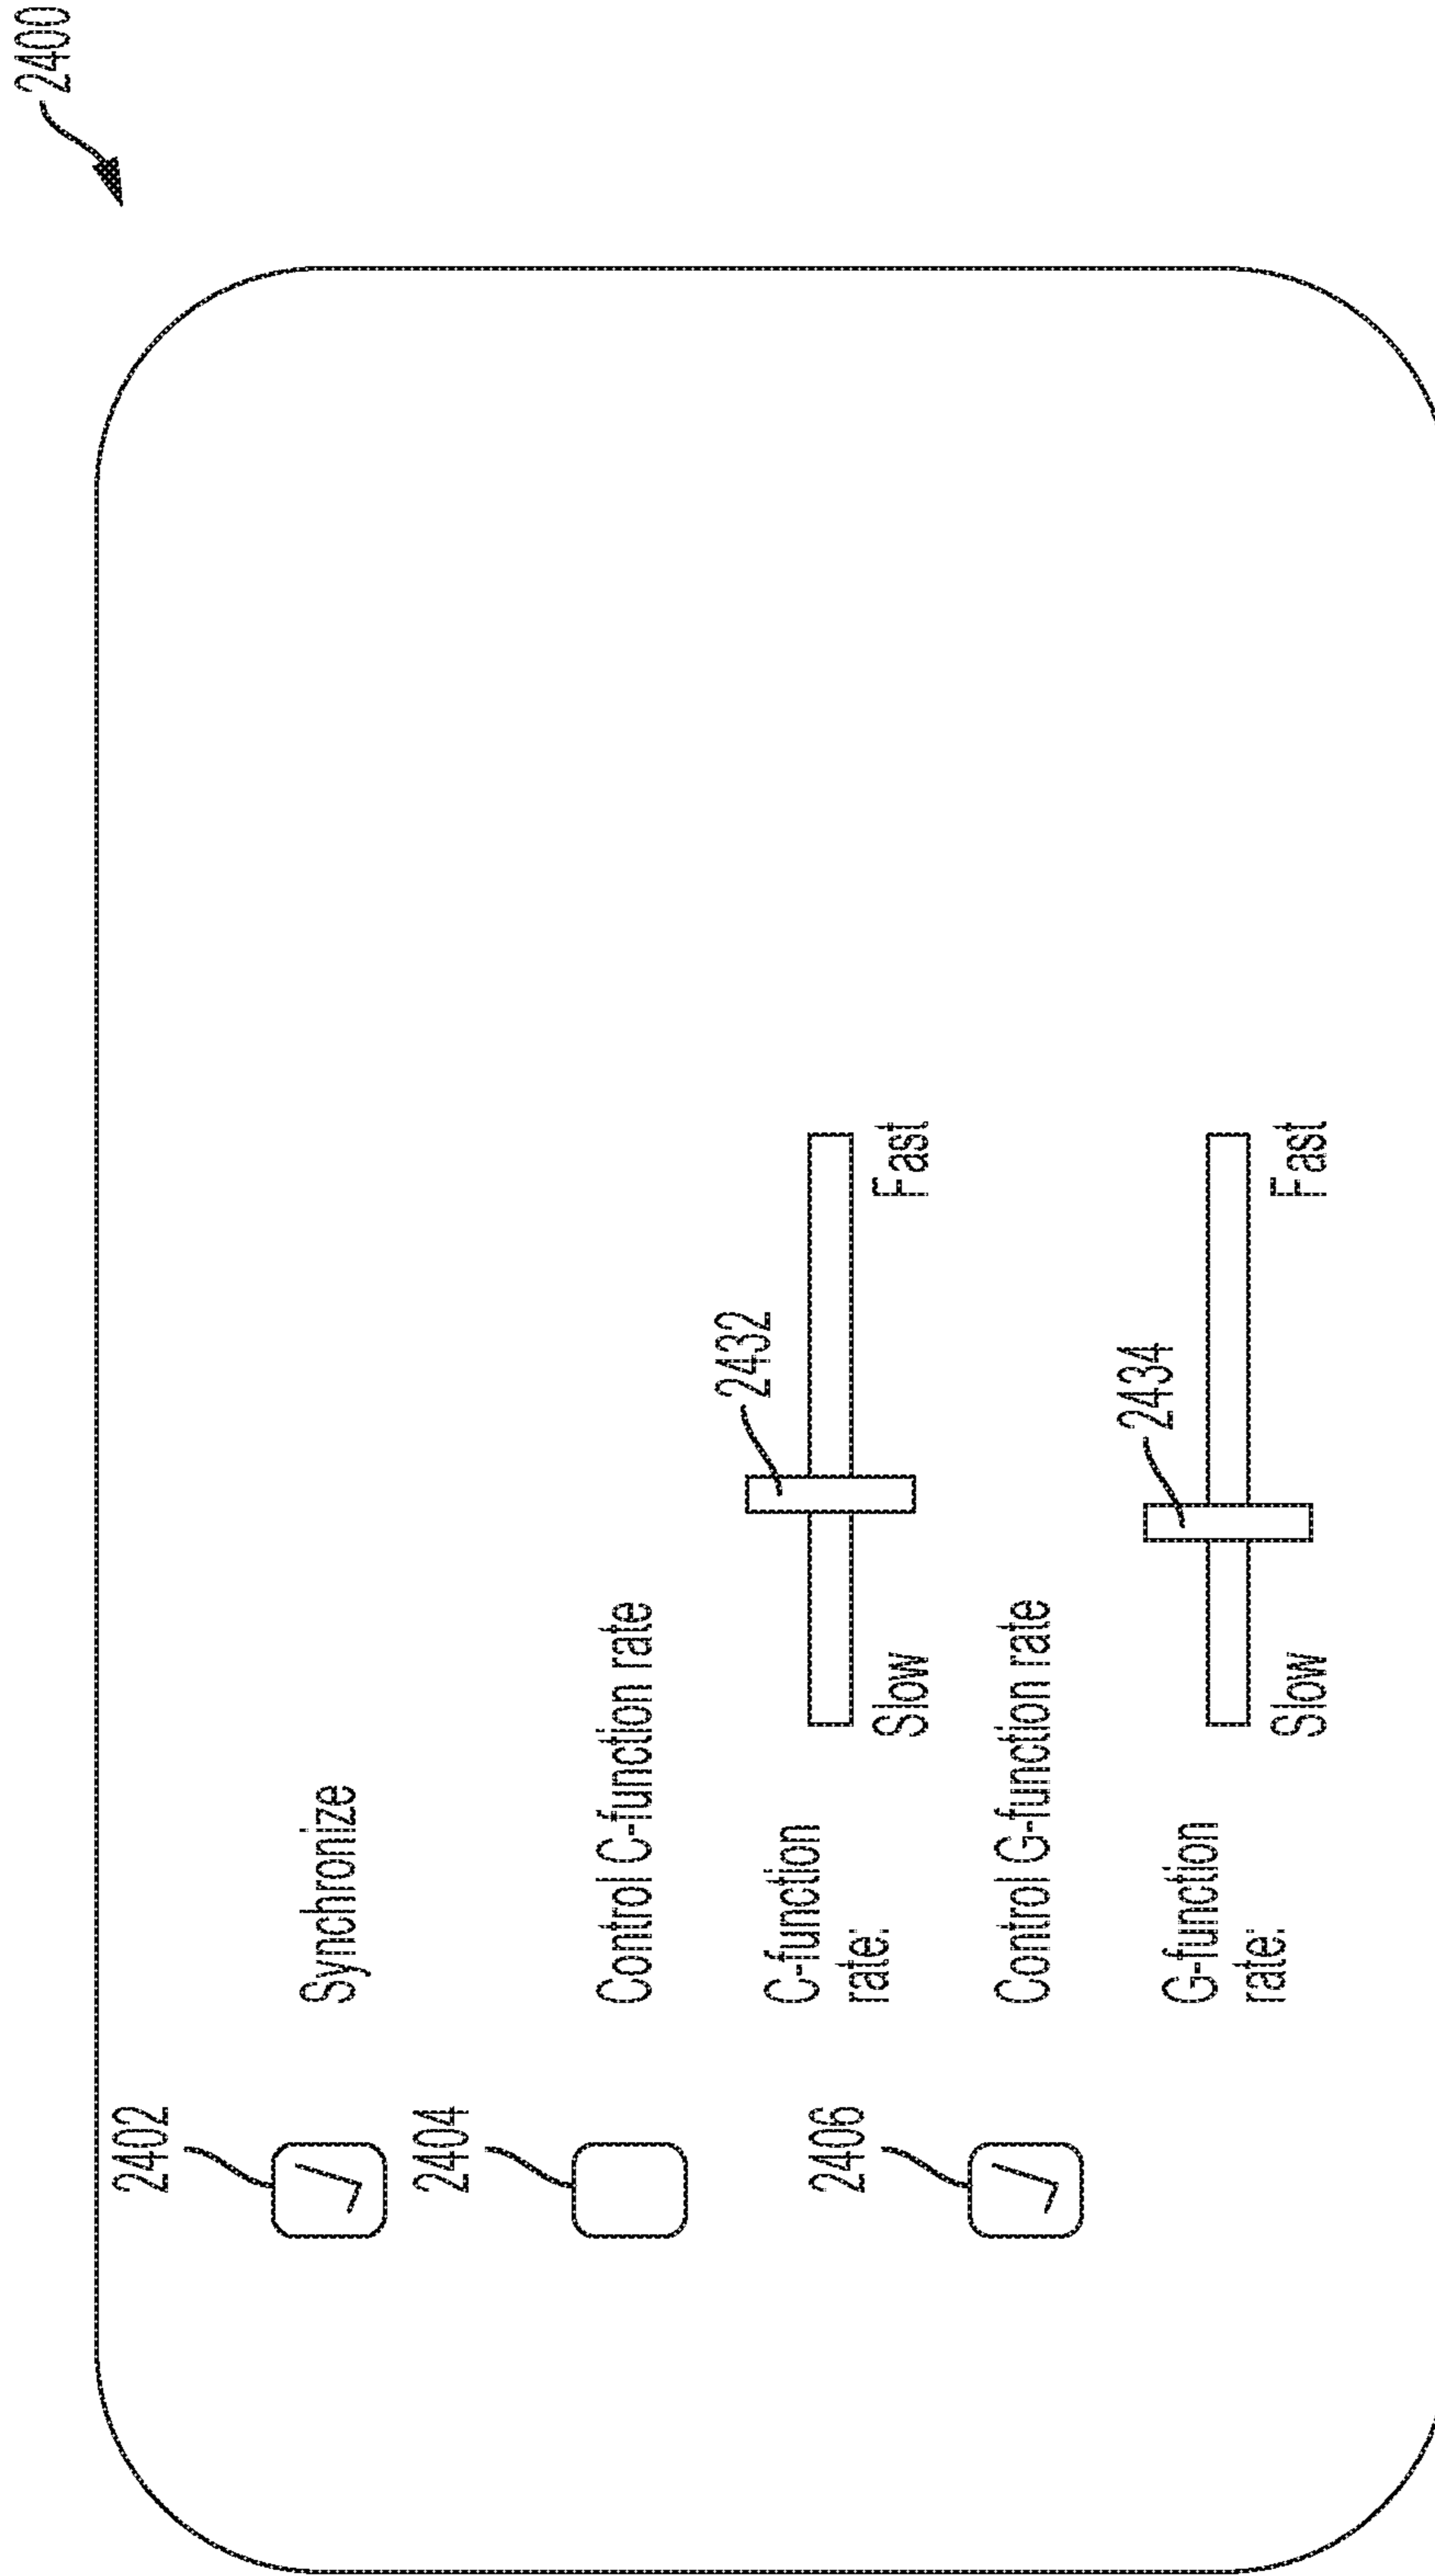 2400
2402
Synchronize
2404
Control C-function rate
2432
C-function
rate:
Slow
Fast
2406
Control G-function rate
2434
G-function
rate:
Slow
Fast